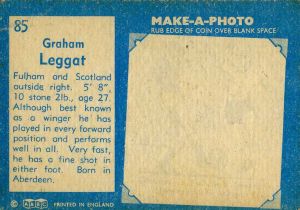 85
Graham
Leggat
Fulham and Scotland
outside right. 5' 8",
10 stone 2lb., age 27.
Although best known
as a winger he has
played in every forward
position and performs
well in all. Very fast,
he has a fine shot in
either foot. Born in
Aberdeen.
© A&BC PRINTED IN ENGLAND
MAKE-A-PHOTO
RUB EDGE OF COIN OVER BLANK SPACE